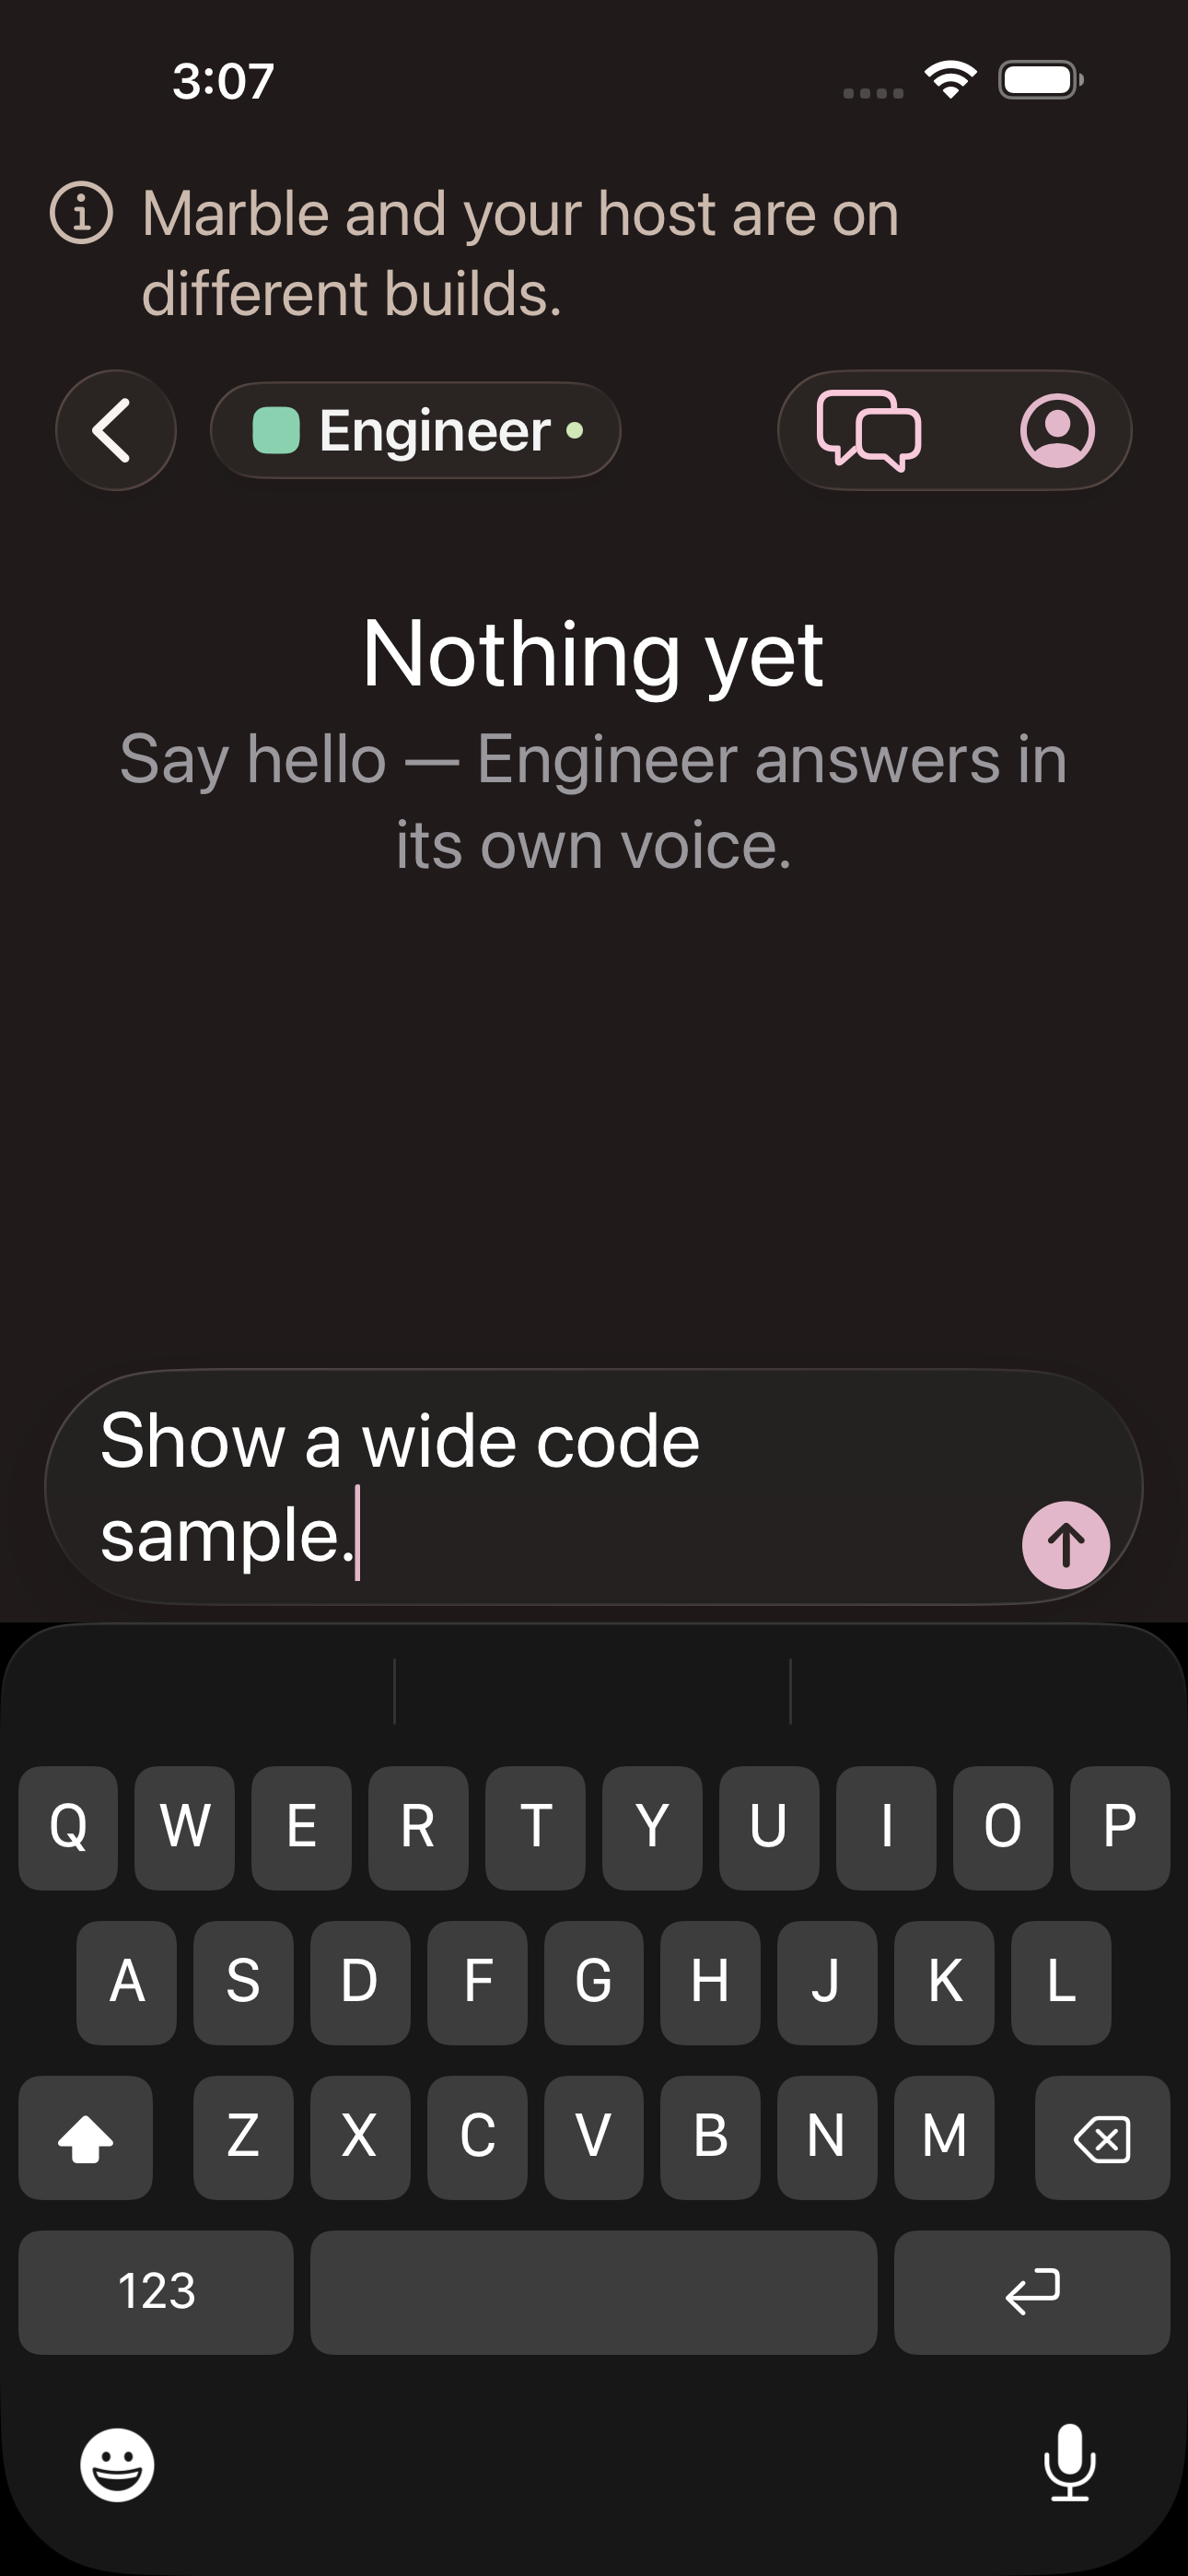 3:07
Marble and your host are on
different builds.
Engineer
Nothing yet
Say hello — Engineer answers in
its own voice.
Show a wide code
sample.
Q W E R T Y U I O P
A S D F G H J K L
Z X C V B N M
123